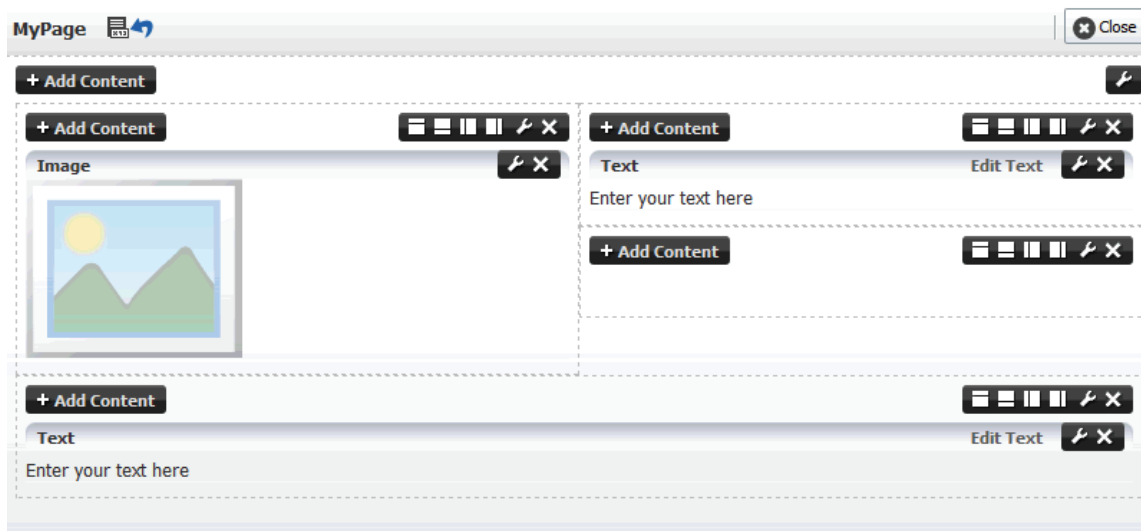 MyPage
Close
+ Add Content
+ Add Content
+ Add Content
Image
Text Edit Text
Enter your text here
+ Add Content
+ Add Content
Text Edit Text
Enter your text here